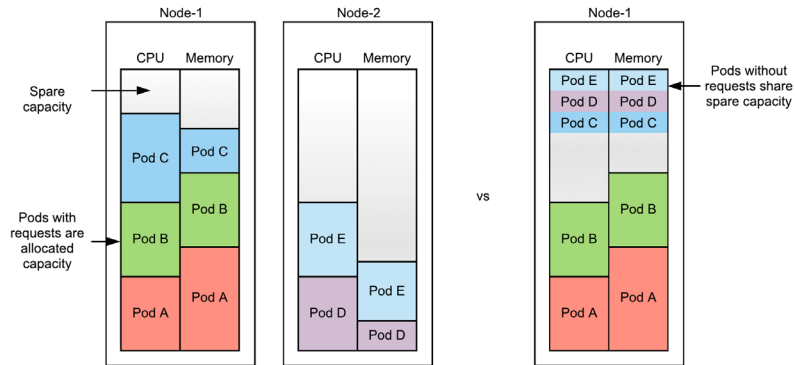 Node-1
CPU Memory
Spare
capacity
Pod C
Pod C
Pod B
Pod B
Pods with
requests are
allocated
capacity
Pod A
Pod A
Node-2
CPU Memory
Pod E
Pod E
Pod D
Pod D
vs
Node-1
CPU Memory
Pod E Pod E
Pod D Pod D
Pod C Pod C
Pod B
Pod B
Pod A
Pod A
Pods without
requests share
spare capacity